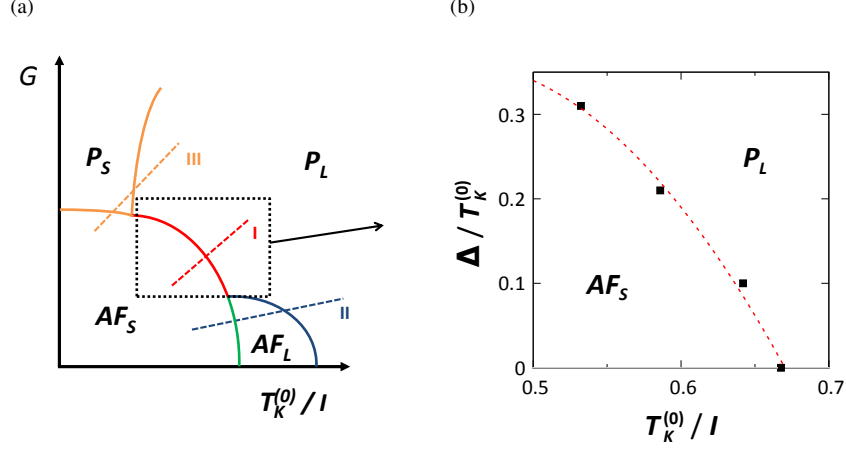 (a)
G
P_S
III
P_L
I
AF_S
II
AF_L
T_K^(0) / I
(b)
0.3
0.2
0.1
0
Δ / T_K^(0)
P_L
AF_S
0.5
0.6
0.7
T_K^(0) / I